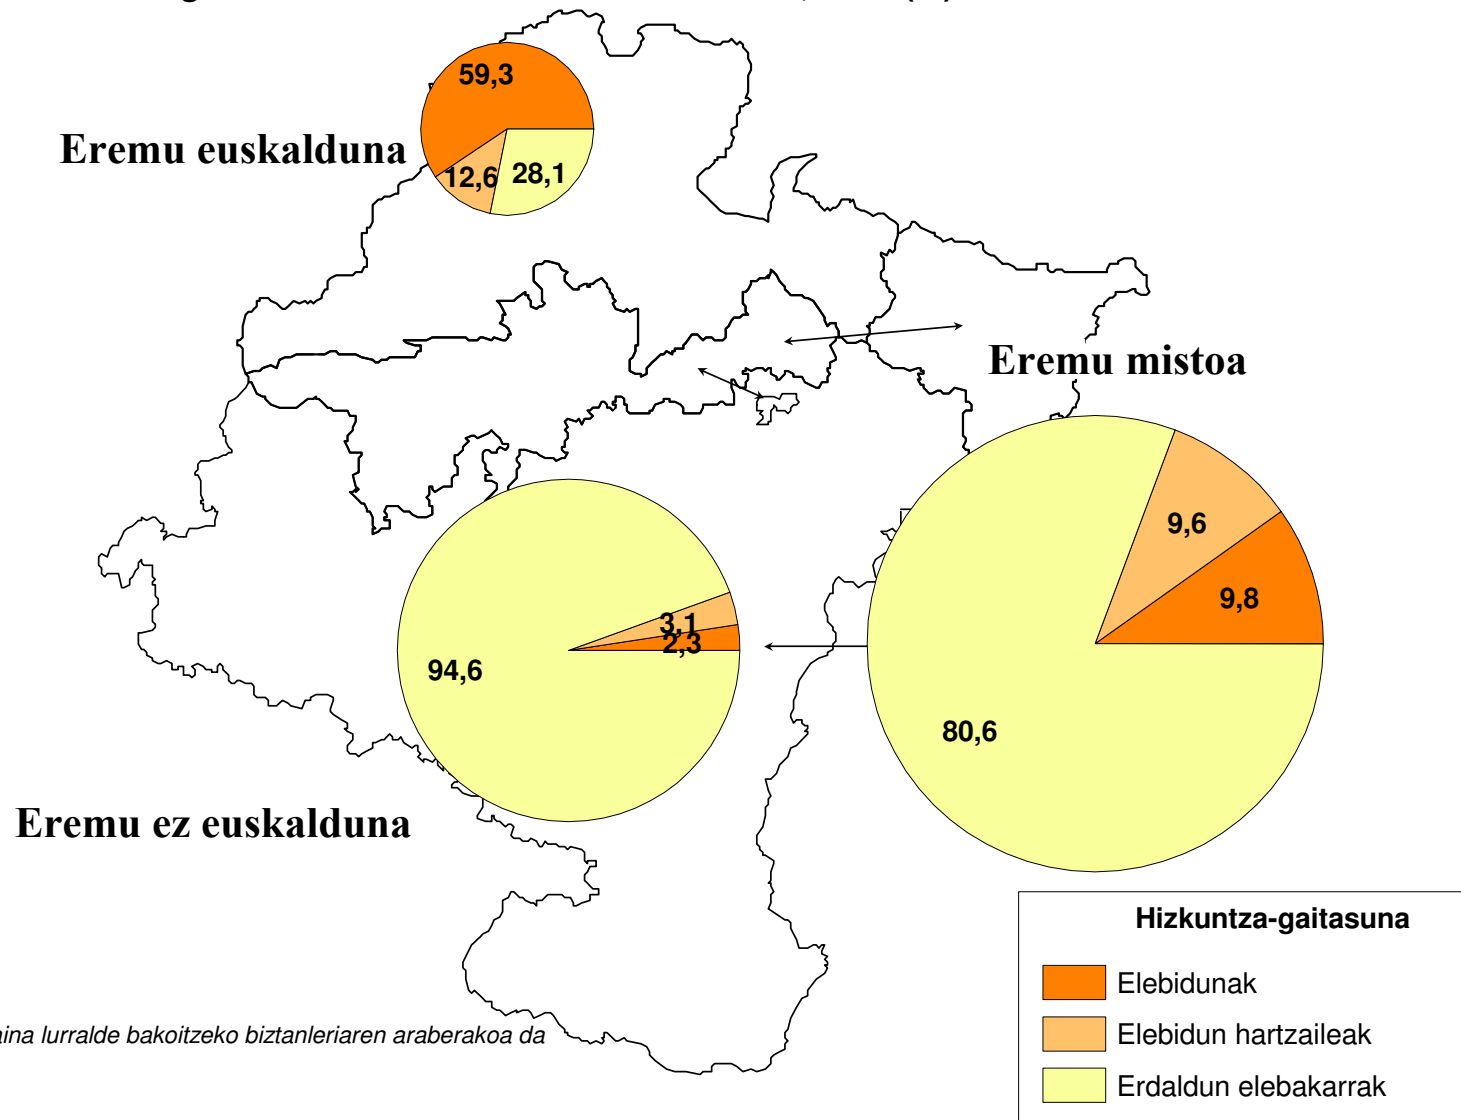 59,3
Eremu euskalduna
12,6
28,1
Eremu mistoa
9,6
9,8
3,1
2,3
94,6
80,6
Eremu ez euskalduna
Hizkuntza-gaitasuna
Elebidunak
lurralde bakoitzeko biztanleriaren araberakoa da
Elebidun hartzaileak
Erdaldun elebakarrak